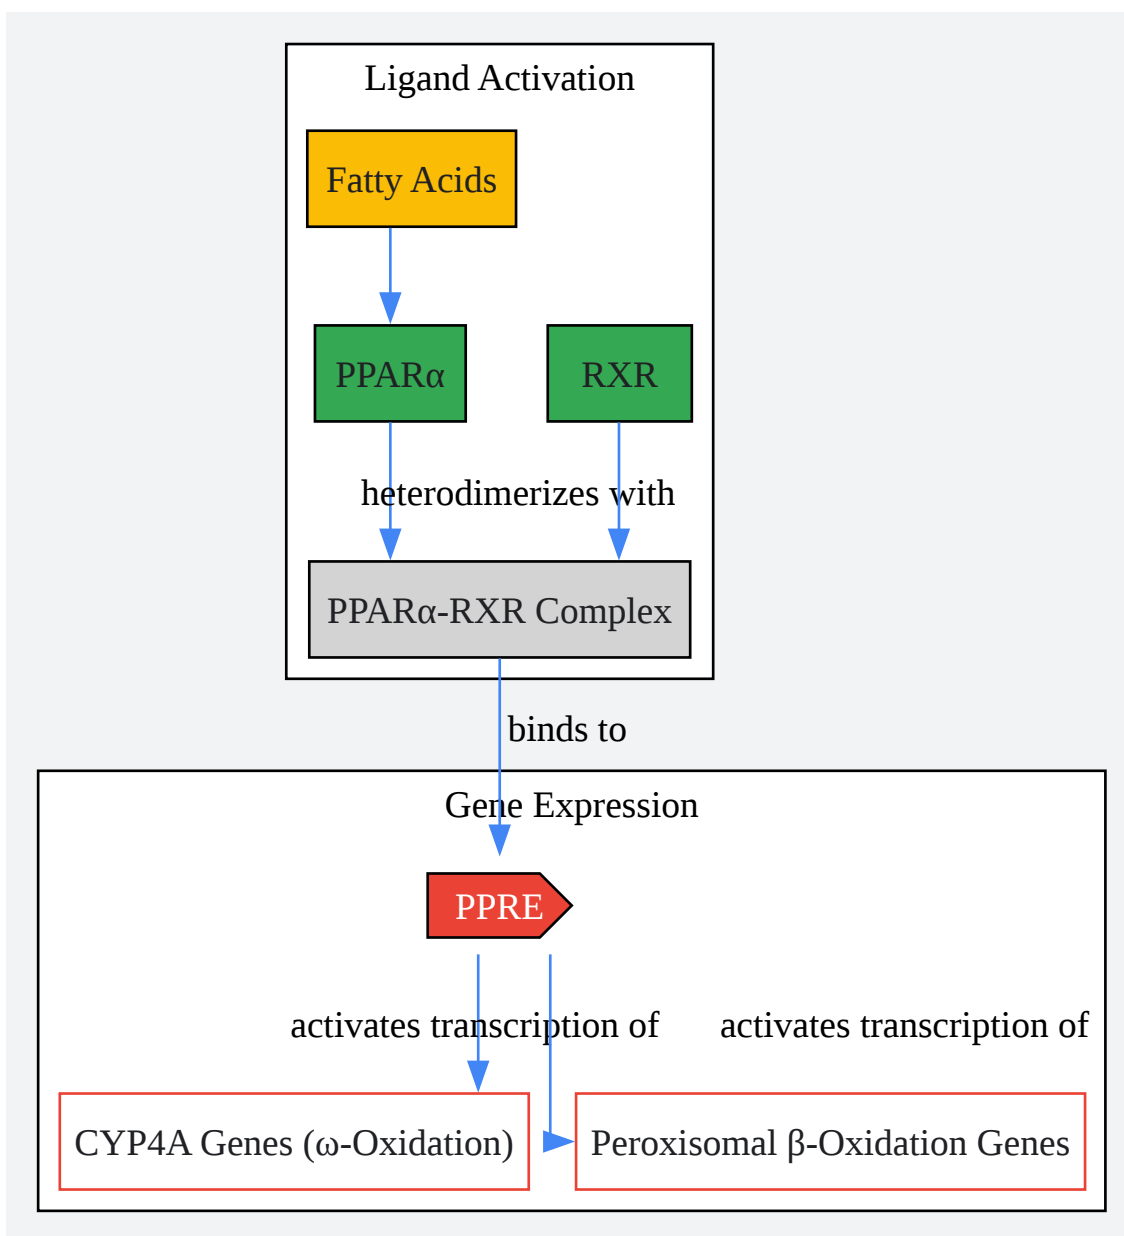 Ligand Activation
Fatty Acids
PPARα
RXR
heterodimerizes with
PPARα-RXR Complex
binds to
Gene Expression
PPRE
activates transcription of
activates transcription of
CYP4A Genes (ω-Oxidation)
Peroxisomal β-Oxidation Genes